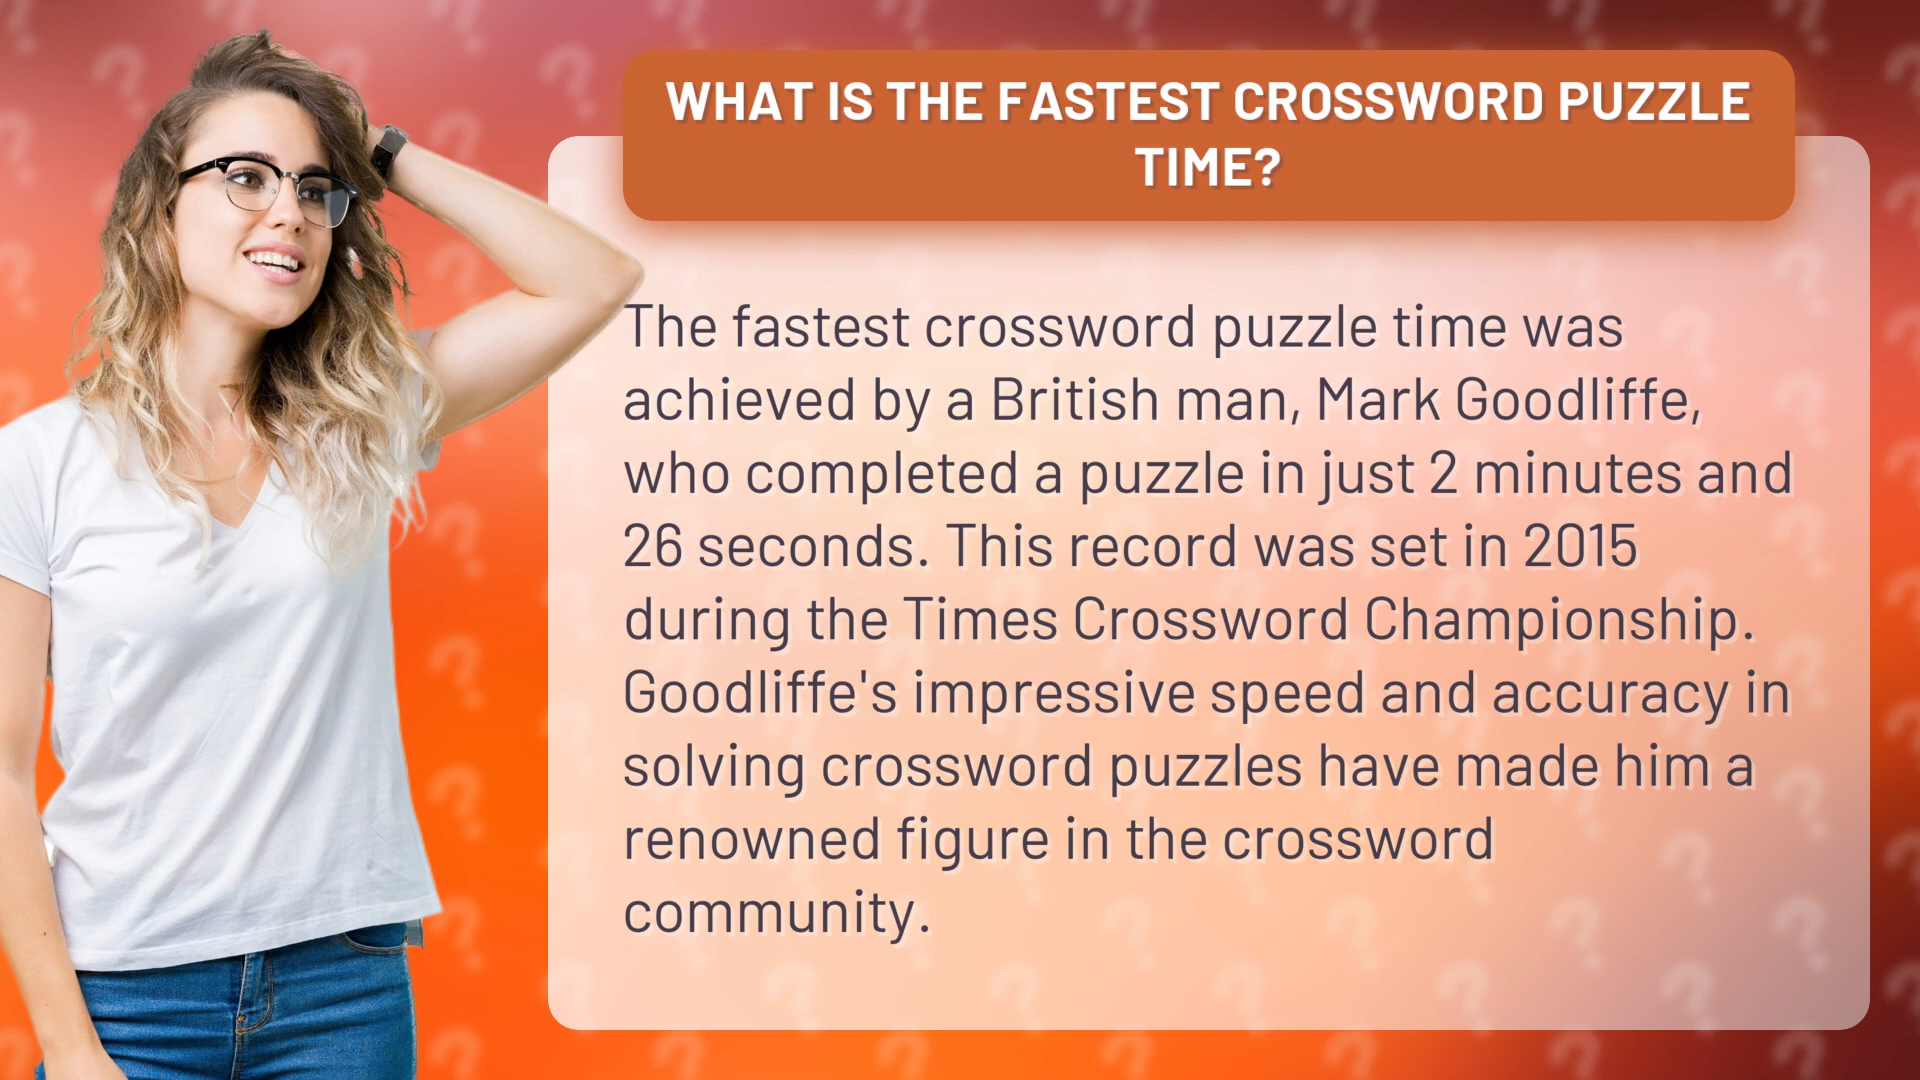 WHAT IS THE FASTEST CROSSWORD PUZZLE
TIME?
The fastest crossword puzzle time was
achieved by a British man, Mark Goodliffe,
who completed a puzzle in just 2 minutes and
26 seconds. This record was set in 2015
during the Times Crossword Championship.
Goodliffe's impressive speed and accuracy in
solving crossword puzzles have made him a
renowned figure in the crossword
community.